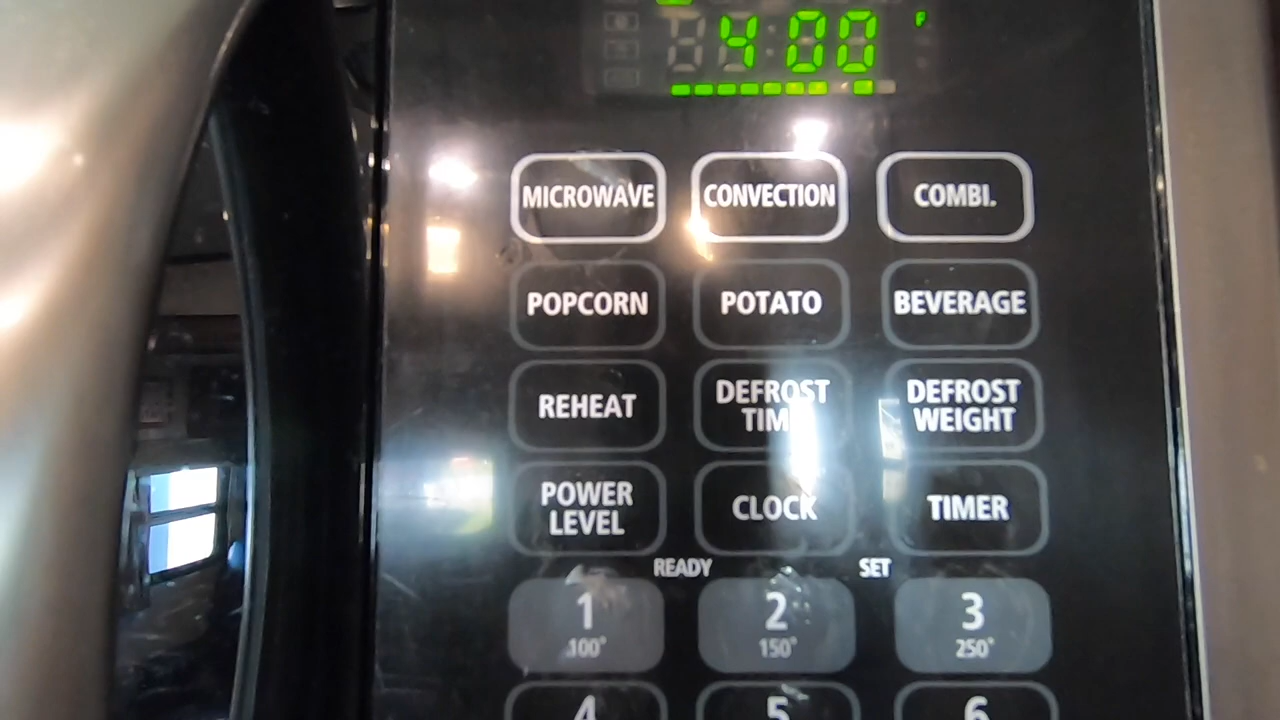 4:00
MICROWAVE CONVECTION COMBI.
POPCORN POTATO BEVERAGE
REHEAT DEFROST TIME DEFROST WEIGHT
POWER LEVEL CLOCK TIMER
READY SET
1 2 3
100° 150° 250°
4 5 6